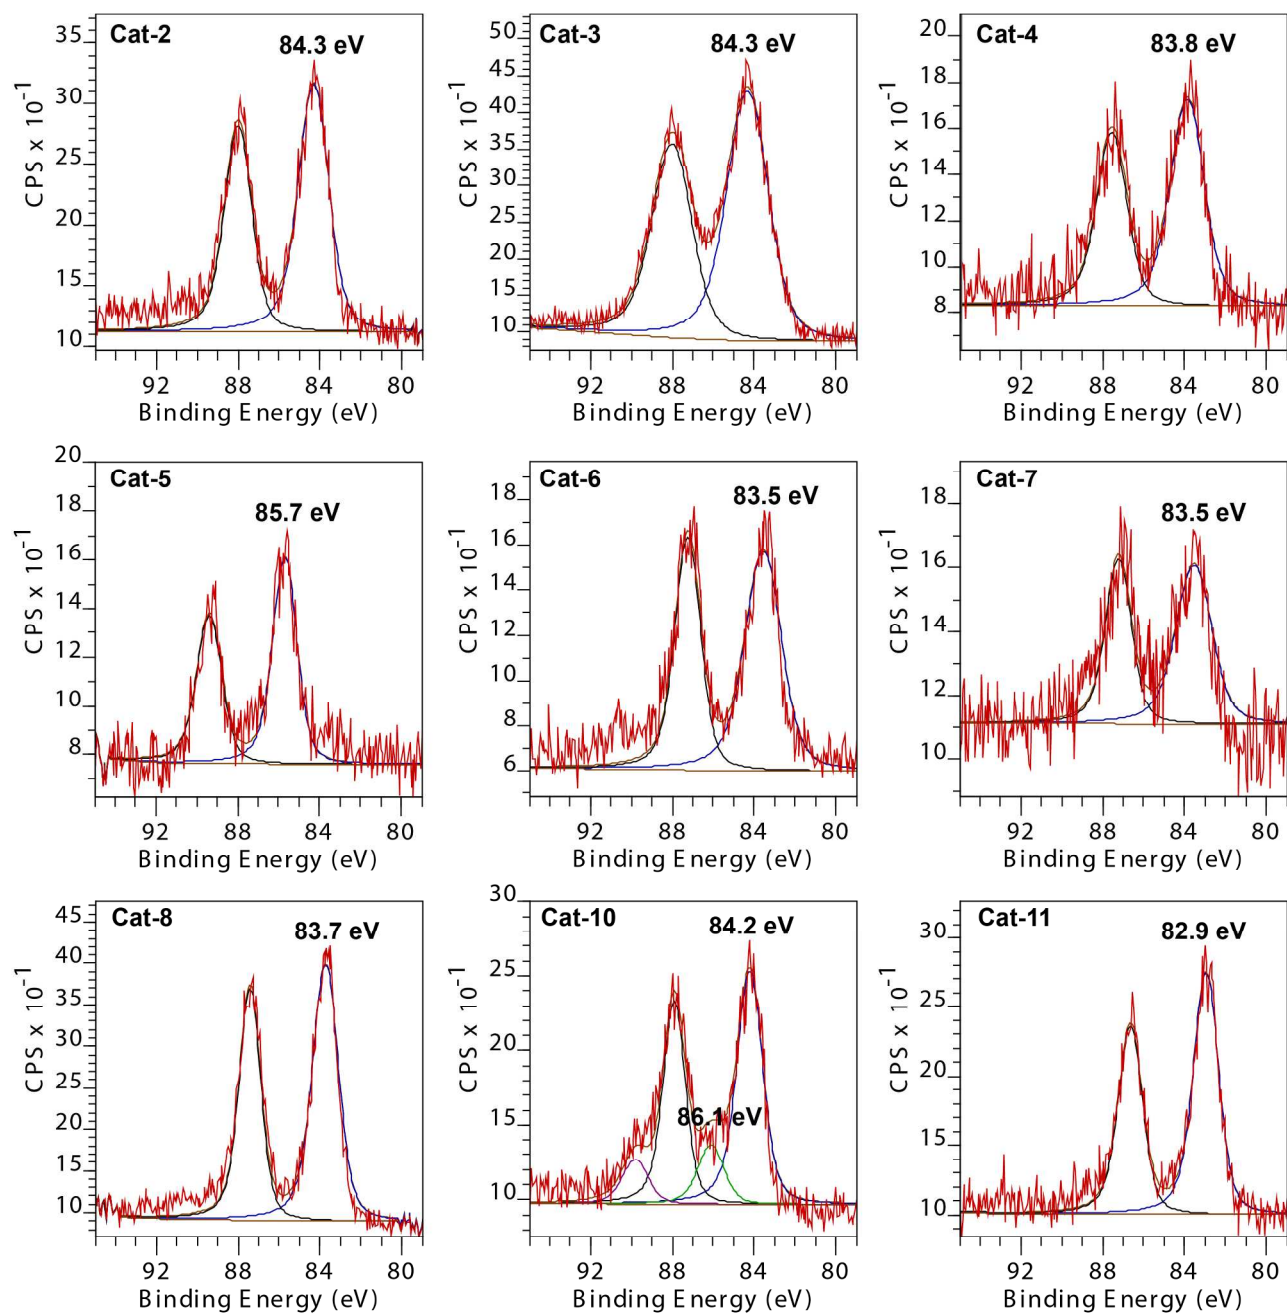 Cat-2
84.3 eV
CPS x 10⁻¹
35
30
25
20
15
10
92 88 84 80
Binding Energy (eV)
Cat-3
84.3 eV
CPS x 10⁻¹
50
45
40
35
30
25
20
15
10
92 88 84 80
Binding Energy (eV)
Cat-4
83.8 eV
CPS x 10⁻¹
20
18
16
14
12
10
8
92 88 84 80
Binding Energy (eV)
Cat-5
85.7 eV
CPS x 10⁻¹
20
18
16
14
12
10
8
92 88 84 80
Binding Energy (eV)
Cat-6
83.5 eV
CPS x 10⁻¹
18
16
14
12
10
8
6
92 88 84 80
Binding Energy (eV)
Cat-7
83.5 eV
CPS x 10⁻¹
18
16
14
12
10
92 88 84 80
Binding Energy (eV)
Cat-8
83.7 eV
CPS x 10⁻¹
45
40
35
30
25
20
15
10
92 88 84 80
Binding Energy (eV)
Cat-10
84.2 eV
86.1 eV
CPS x 10⁻¹
30
25
20
15
10
92 88 84 80
Binding Energy (eV)
Cat-11
82.9 eV
CPS x 10⁻¹
30
25
20
15
10
92 88 84 80
Binding Energy (eV)